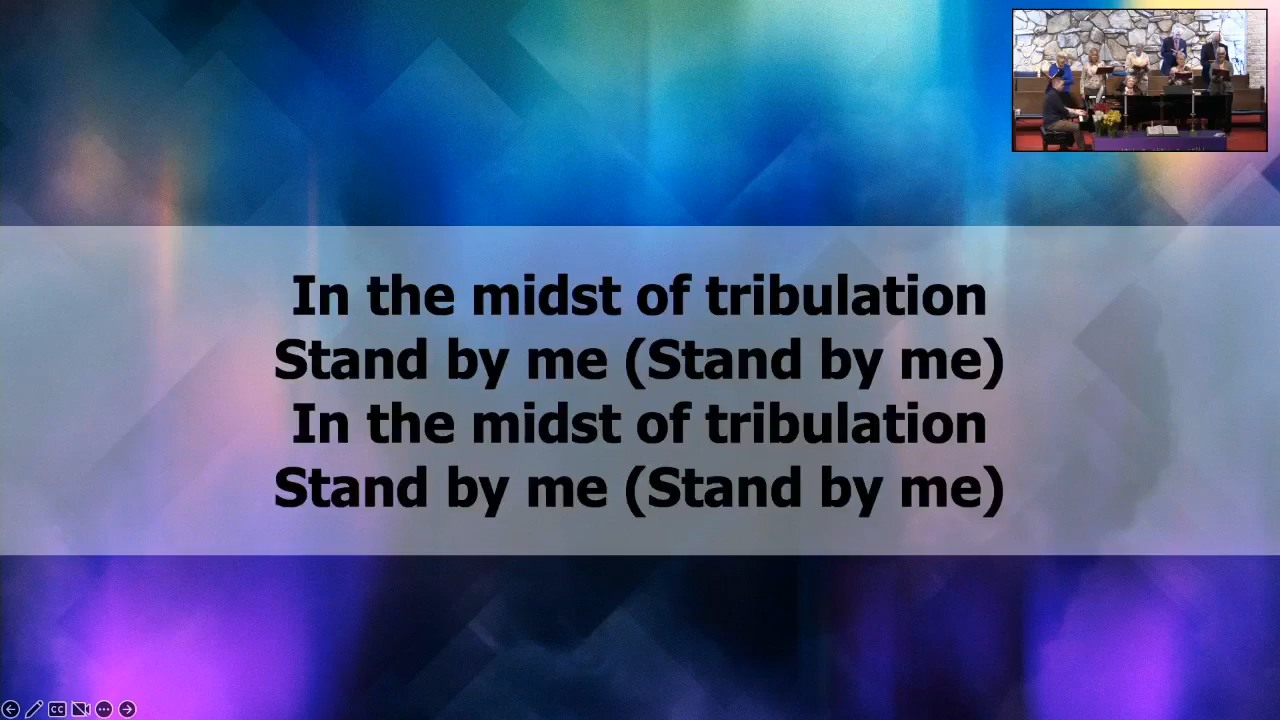 In the midst of tribulation
Stand by me (Stand by me)
In the midst of tribulation
Stand by me (Stand by me)
CC